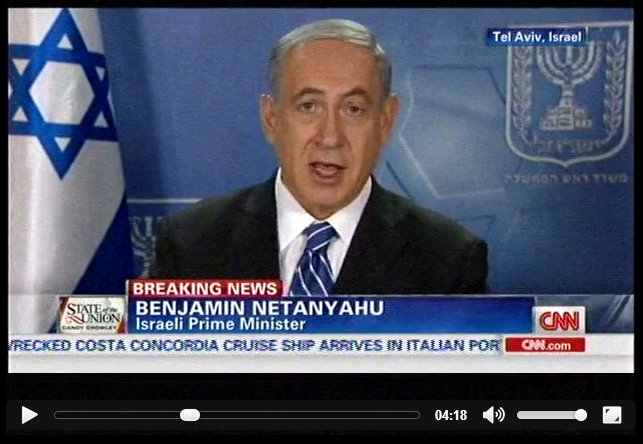 Tel Aviv, Israel
משרד ראש הממשלה
BREAKING NEWS
STATE of the UNION
CANDY CROWLEY
BENJAMIN NETANYAHU
Israeli Prime Minister
CNN
WRECKED COSTA CONCORDIA CRUISE SHIP ARRIVES IN ITALIAN POR
CNN.com
04:18